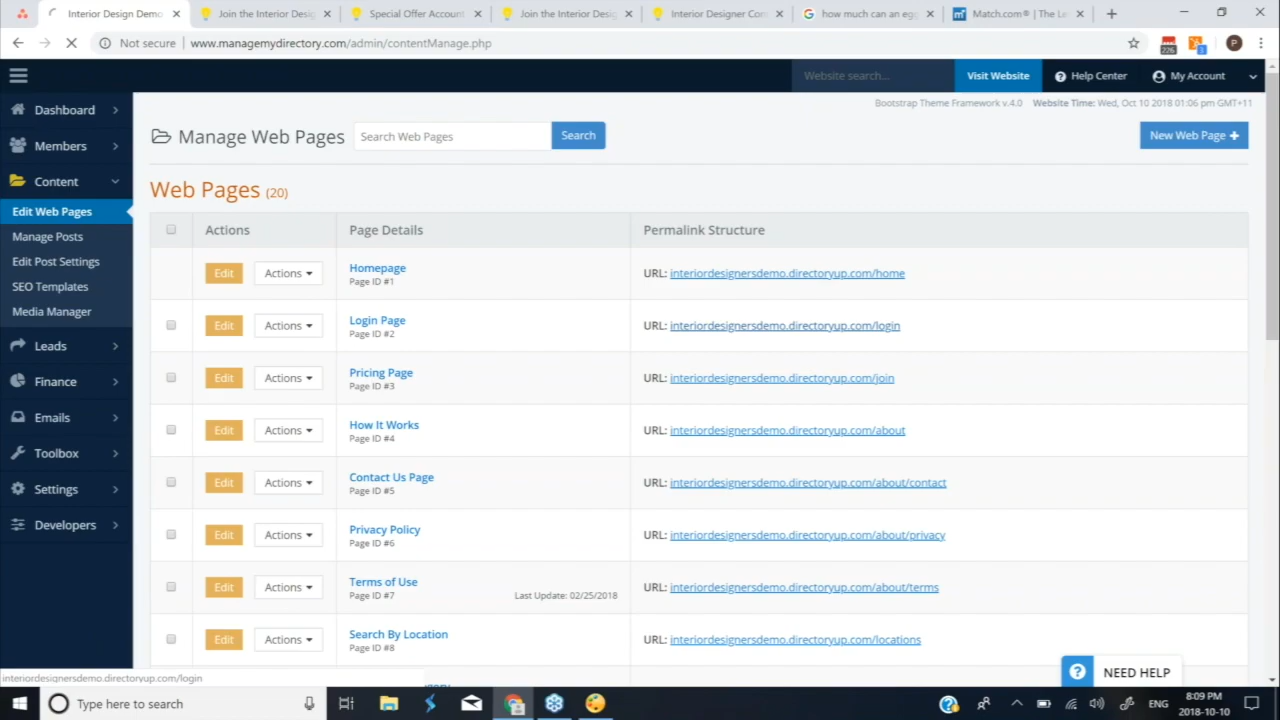 Interior Design Demo
Join the Interior Desig
Special Offer Account
Join the Interior Desig
Interior Designer Con
how much can an eg
Match.com® | The Le
Not secure | www.managemydirectory.com/admin/contentManage.php
226
1
P
Website search...
Visit Website
Help Center
My Account
Bootstrap Theme Framework v.4.0 Website Time: Wed, Oct 10 2018 01:06 pm GMT+11
Dashboard
Members
Content
Edit Web Pages
Manage Posts
Edit Post Settings
SEO Templates
Media Manager
Leads
Finance
Emails
Toolbox
Settings
Developers
Manage Web Pages
Search Web Pages
Search
New Web Page
Web Pages (20)
Actions Page Details Permalink Structure
Edit Actions Homepage URL: interiordesignersdemo.directoryup.com/home
Page ID #1
Edit Actions Login Page URL: interiordesignersdemo.directoryup.com/login
Page ID #2
Edit Actions Pricing Page URL: interiordesignersdemo.directoryup.com/join
Page ID #3
Edit Actions How It Works URL: interiordesignersdemo.directoryup.com/about
Page ID #4
Edit Actions Contact Us Page URL: interiordesignersdemo.directoryup.com/about/contact
Page ID #5
Edit Actions Privacy Policy URL: interiordesignersdemo.directoryup.com/about/privacy
Page ID #6
Edit Actions Terms of Use URL: interiordesignersdemo.directoryup.com/about/terms
Page ID #7 Last Update: 02/25/2018
Edit Actions Search By Location URL: interiordesignersdemo.directoryup.com/locations
Page ID #8
NEED HELP
interiordesignersdemo.directoryup.com/login
Type here to search
ENG
8:09 PM
2018-10-10